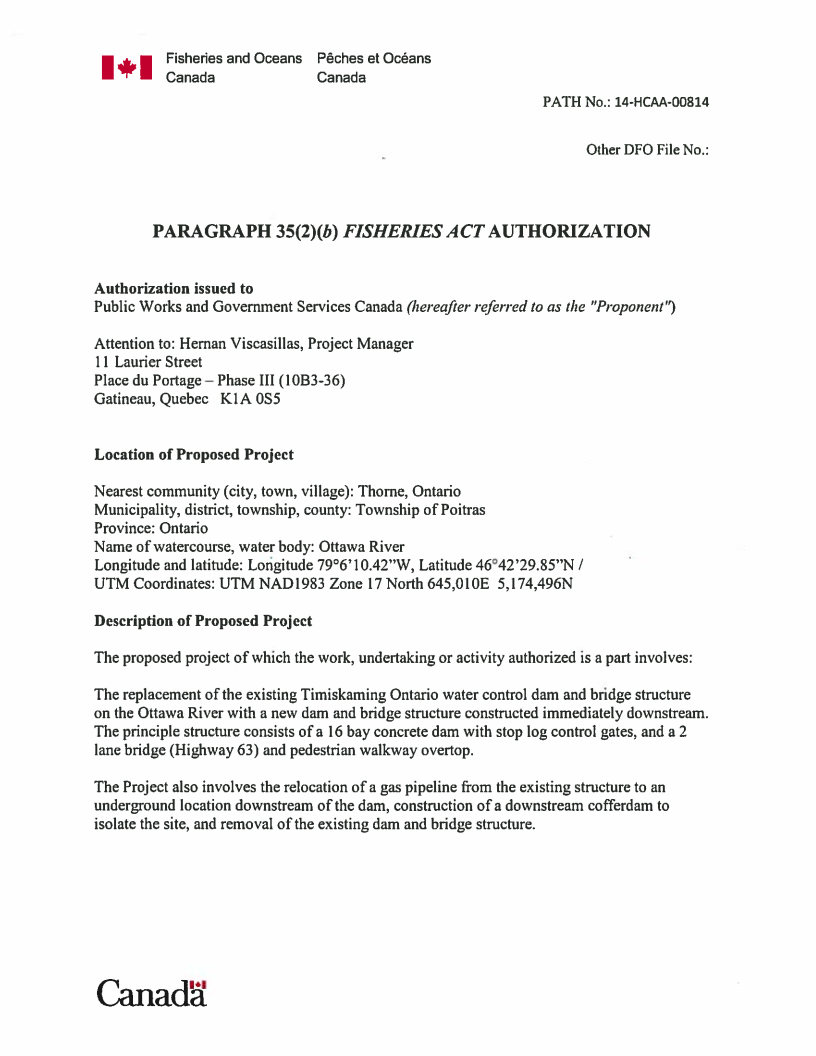 Fisheries and Oceans Pêches et Océans
Canada Canada
PATH No.: 14-HCAA-00814
Other DFO File No.:
PARAGRAPH 35(2)(b) FISHERIES ACT AUTHORIZATION
Authorization issued to
Public Works and Government Services Canada (hereafter referred to as the "Proponent")
Attention to: Hernan Viscasillas, Project Manager
11 Laurier Street
Place du Portage – Phase III (10B3-36)
Gatineau, Quebec K1A 0S5
Location of Proposed Project
Nearest community (city, town, village): Thorne, Ontario
Municipality, district, township, county: Township of Poitras
Province: Ontario
Name of watercourse, water body: Ottawa River
Longitude and latitude: Longitude 79°6'10.42"W, Latitude 46°42'29.85"N /
UTM Coordinates: UTM NAD1983 Zone 17 North 645,010E 5,174,496N
Description of Proposed Project
The proposed project of which the work, undertaking or activity authorized is a part involves:
The replacement of the existing Timiskaming Ontario water control dam and bridge structure
on the Ottawa River with a new dam and bridge structure constructed immediately downstream.
The principle structure consists of a 16 bay concrete dam with stop log control gates, and a 2
lane bridge (Highway 63) and pedestrian walkway overtop.
The Project also involves the relocation of a gas pipeline from the existing structure to an
underground location downstream of the dam, construction of a downstream cofferdam to
isolate the site, and removal of the existing dam and bridge structure.
Canada